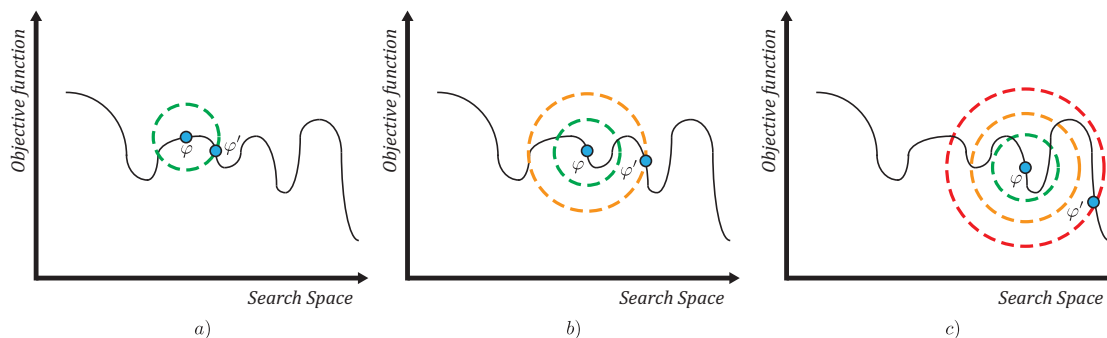 Objective function
φ
φ′
Search Space
a)
Objective function
φ
φ′
Search Space
b)
Objective function
φ
φ′
Search Space
c)